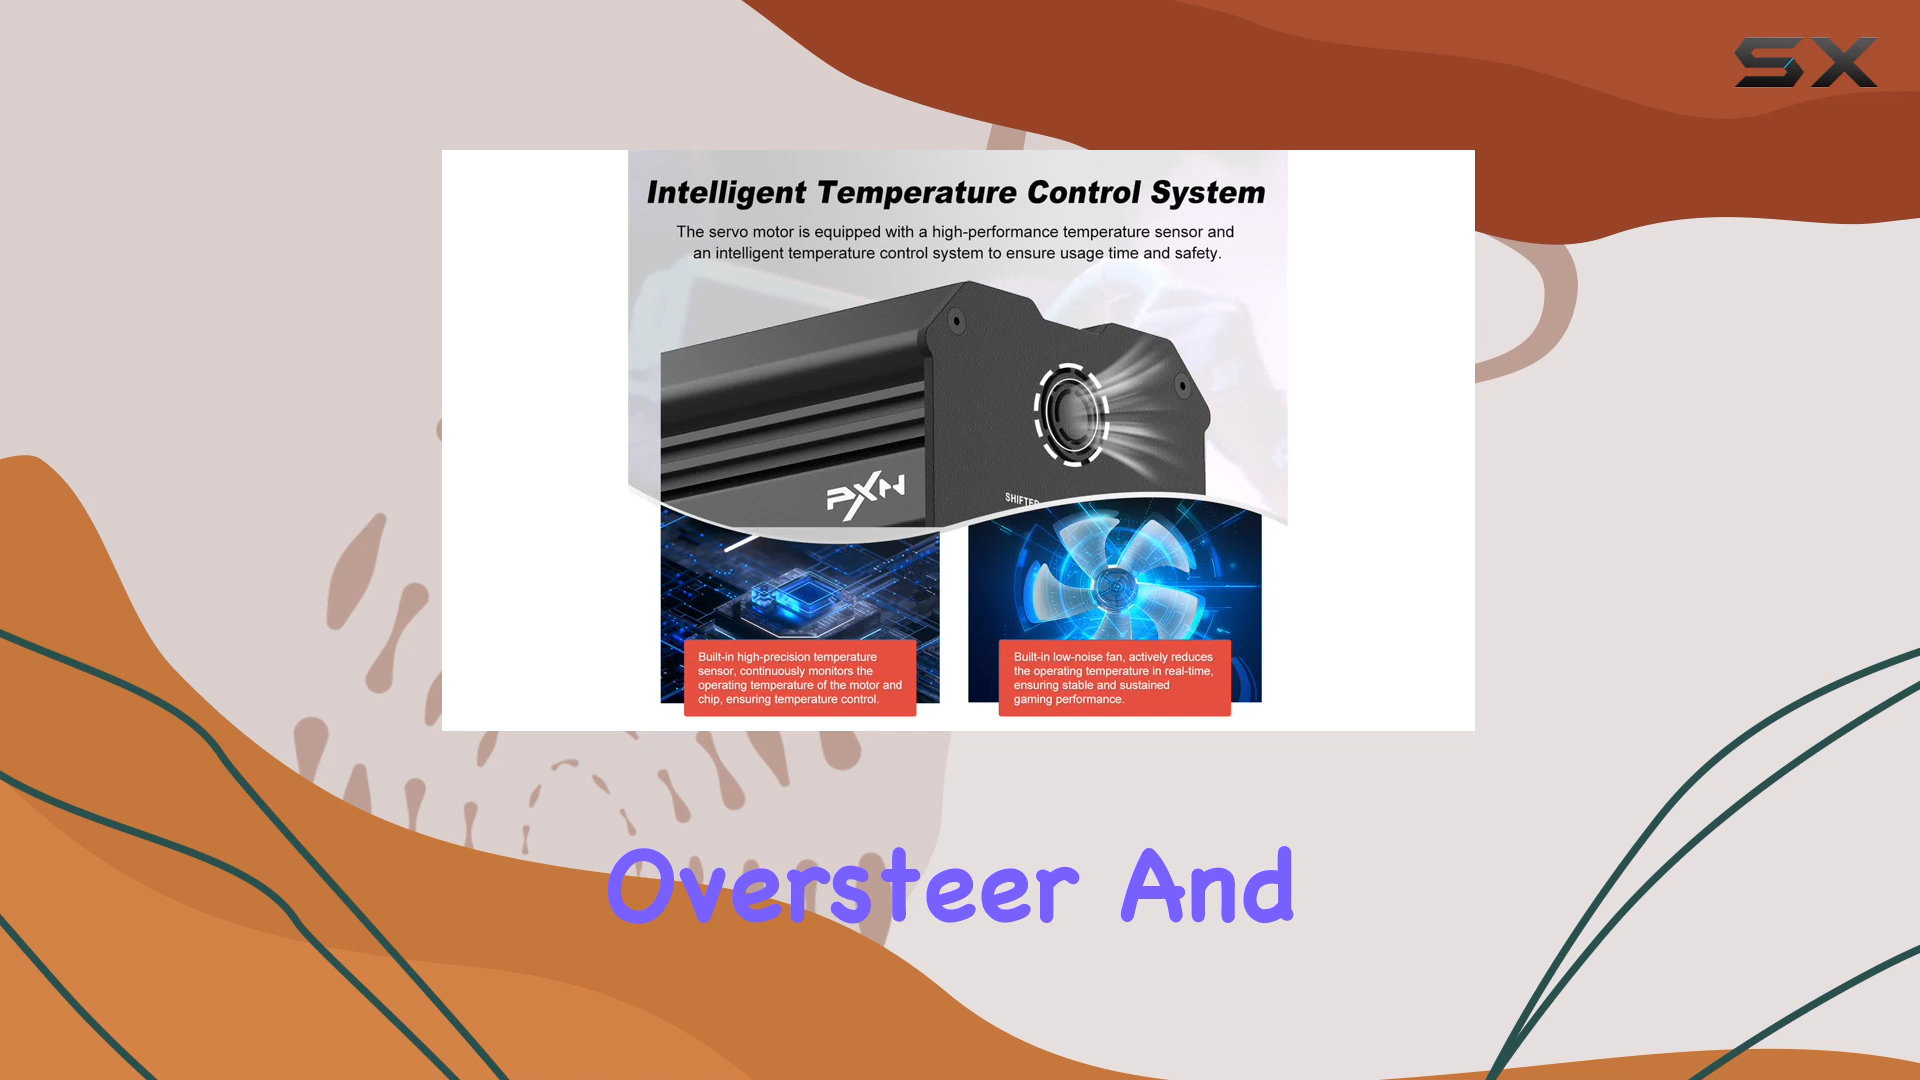 SX
Intelligent Temperature Control System
The servo motor is equipped with a high-performance temperature sensor and
an intelligent temperature control system to ensure usage time and safety.
PXN
SHIFTER
Built-in high-precision temperature
sensor, continuously monitors the
operating temperature of the motor and
chip, ensuring temperature control.
Built-in low-noise fan, actively reduces
the operating temperature in real-time,
ensuring stable and sustained
gaming performance.
Oversteer And